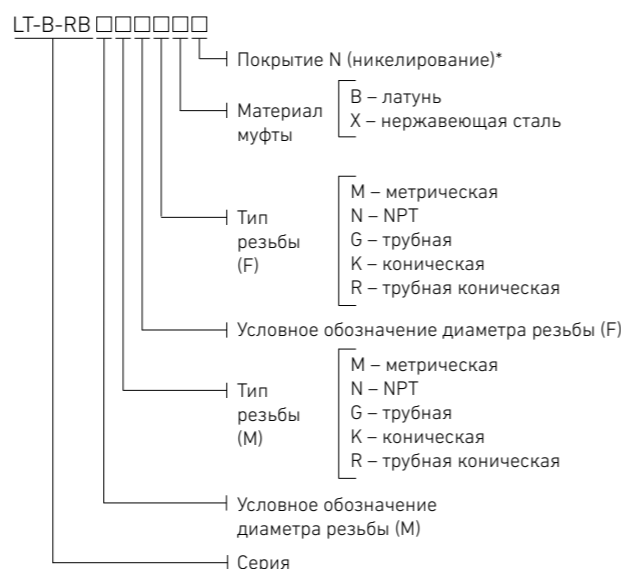 LT-B-RB □□□□□□
Покрытие N (никелирование)*
Материал
муфты
B – латунь
X – нержавеющая сталь
Тип
резьбы
(F)
M – метрическая
N – NPT
G – трубная
K – коническая
R – трубная коническая
Условное обозначение диаметра резьбы (F)
Тип
резьбы
(M)
M – метрическая
N – NPT
G – трубная
K – коническая
R – трубная коническая
Условное обозначение
диаметра резьбы (M)
Серия